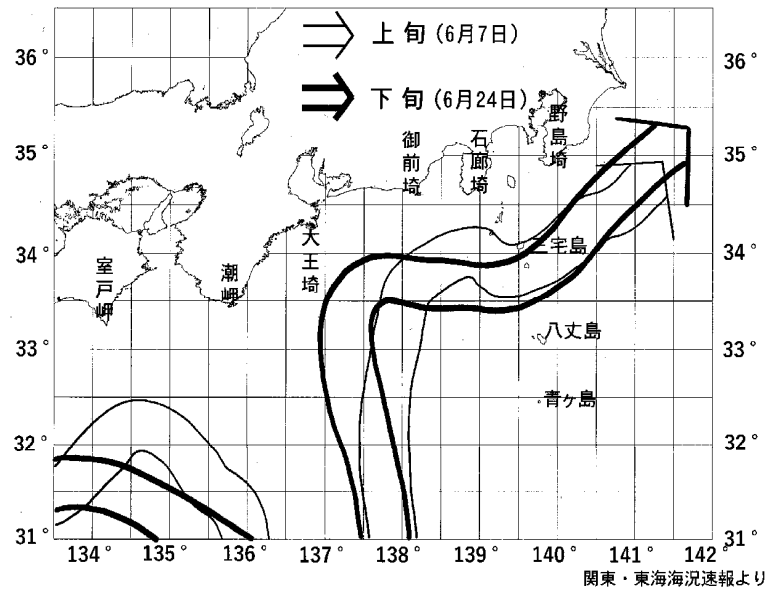 上旬(6月7日)
36° 36°
下旬(6月24日)
野島埼
御前埼
石廊埼
35° 35°
大王埼
34° 三宅島 34°
室戸岬
潮岬
八丈島
33° 33°
青ヶ島
32° 32°
31° 31°
134° 135° 136° 137° 138° 139° 140° 141° 142°
関東・東海海況速報より